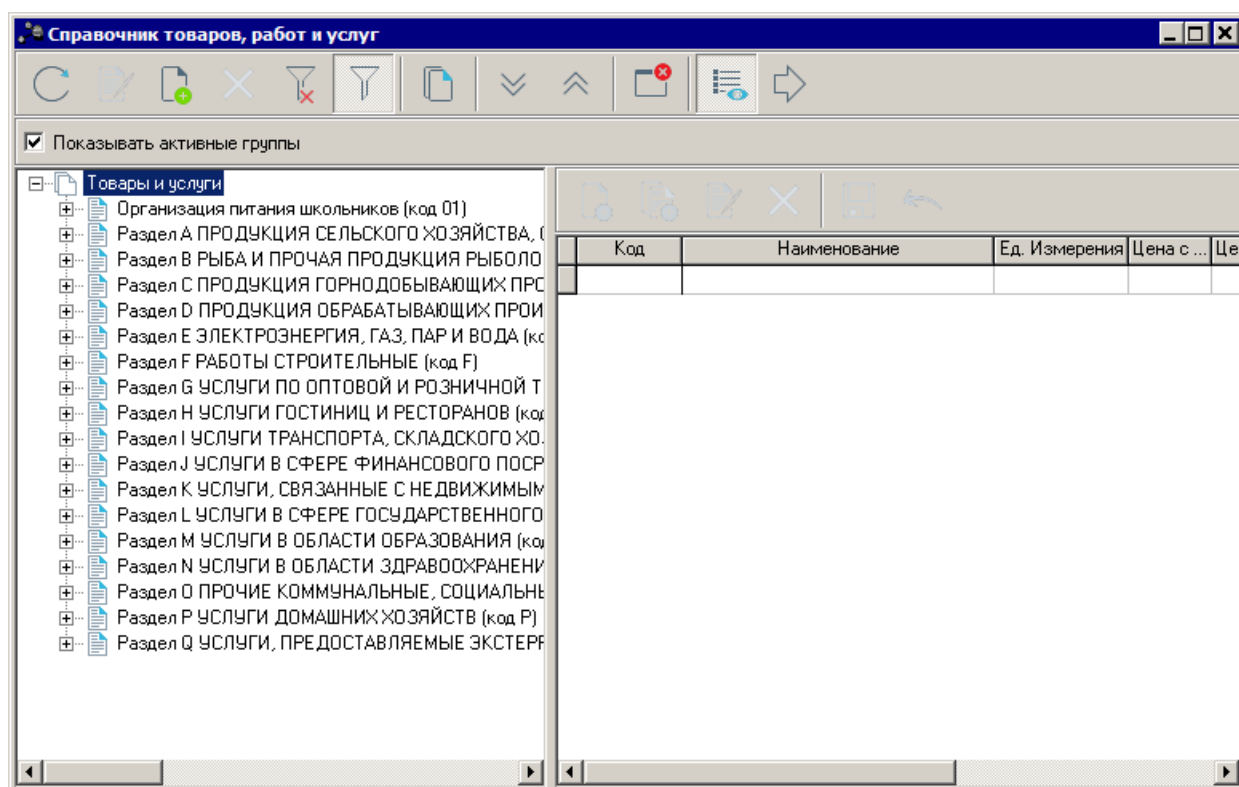 Справочник товаров, работ и услуг
Показывать активные группы
Товары и услуги
Организация питания школьников (код 01)
Раздел A ПРОДУКЦИЯ СЕЛЬСКОГО ХОЗЯЙСТВА,
Раздел B РЫБА И ПРОЧАЯ ПРОДУКЦИЯ РЫБОЛО
Раздел C ПРОДУКЦИЯ ГОРНОДОБЫВАЮЩИХ ПРО
Раздел D ПРОДУКЦИЯ ОБРАБАТЫВАЮЩИХ ПРОИ
Раздел E ЭЛЕКТРОЭНЕРГИЯ, ГАЗ, ПАР И ВОДА (ко
Раздел F РАБОТЫ СТРОИТЕЛЬНЫЕ (код F)
Раздел G УСЛУГИ ПО ОПТОВОЙ И РОЗНИЧНОЙ Т
Раздел H УСЛУГИ ГОСТИНИЦ И РЕСТОРАНОВ (код
Раздел I УСЛУГИ ТРАНСПОРТА, СКЛАДСКОГО ХО
Раздел J УСЛУГИ В СФЕРЕ ФИНАНСОВОГО ПОСР
Раздел K УСЛУГИ, СВЯЗАННЫЕ С НЕДВИЖИМЫМ
Раздел L УСЛУГИ В СФЕРЕ ГОСУДАРСТВЕННОГО
Раздел M УСЛУГИ В ОБЛАСТИ ОБРАЗОВАНИЯ (код
Раздел N УСЛУГИ В ОБЛАСТИ ЗДРАВООХРАНЕНИ
Раздел O ПРОЧИЕ КОММУНАЛЬНЫЕ, СОЦИАЛЬНЫ
Раздел P УСЛУГИ ДОМАШНИХ ХОЗЯЙСТВ (код P)
Раздел Q УСЛУГИ, ПРЕДОСТАВЛЯЕМЫЕ ЭКСТЕРР
Код Наименование Ед. Измерения Цена с ... Це